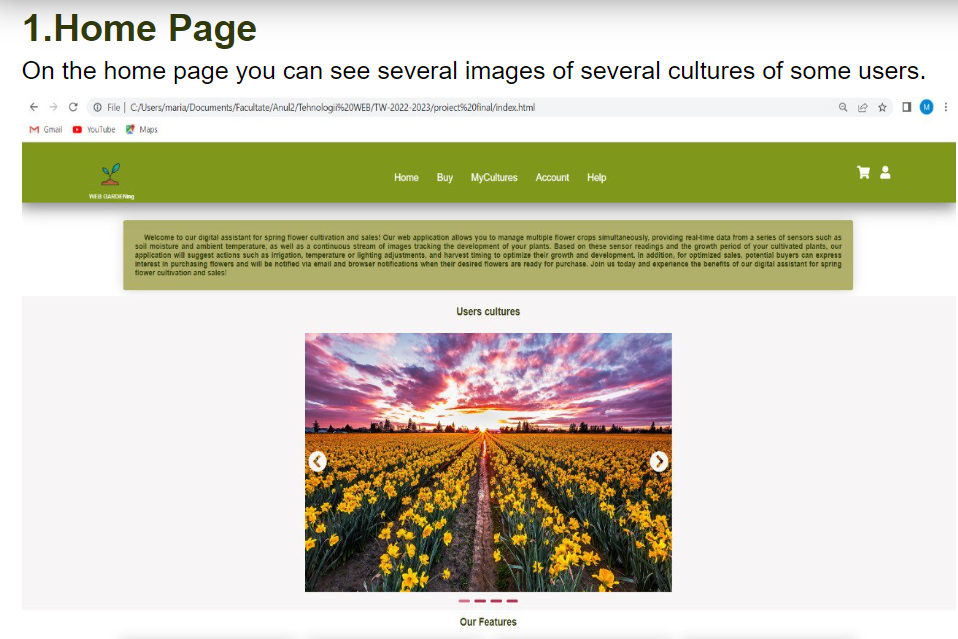 1.Home Page
On the home page you can see several images of several cultures of some users.
File | C:/Users/maria/Documents/Facultate/Anul2/Tehnologii%20WEB/TW-2022-2023/proiect%20final/index.html
M
Gmail YouTube Maps
Home Buy MyCultures Account Help
WEB GARDENing
Welcome to our digital assistant for spring flower cultivation and sales! Our web application allows you to manage multiple flower crops simultaneously, providing real-time data from a series of sensors such as
soil moisture and ambient temperature, as well as a continuous stream of images tracking the development of your plants. Based on these sensor readings and the growth period of your cultivated plants, our
application will suggest actions such as irrigation, temperature or lighting adjustments, and harvest timing to optimize their growth and development. In addition, for optimized sales, potential buyers can express
interest in purchasing flowers and will be notified via email and browser notifications when their desired flowers are ready for purchase. Join us today and experience the benefits of our digital assistant for spring
flower cultivation and sales!
Users cultures
Our Features